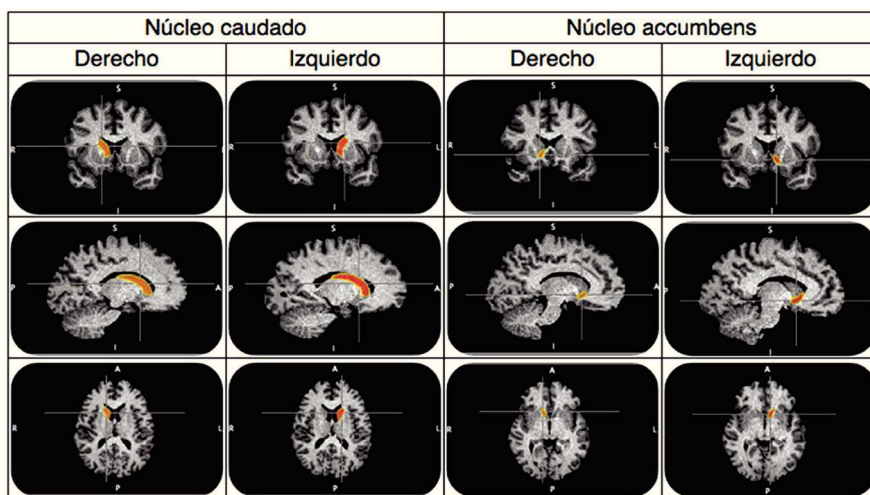 Núcleo caudado Núcleo accumbens
Derecho Izquierdo Derecho Izquierdo
S S S S
R L R L R L R L
I I I I
S S S S
P A P A P A P A
I I I I
A A A A
R L R L R L R L
P P P P